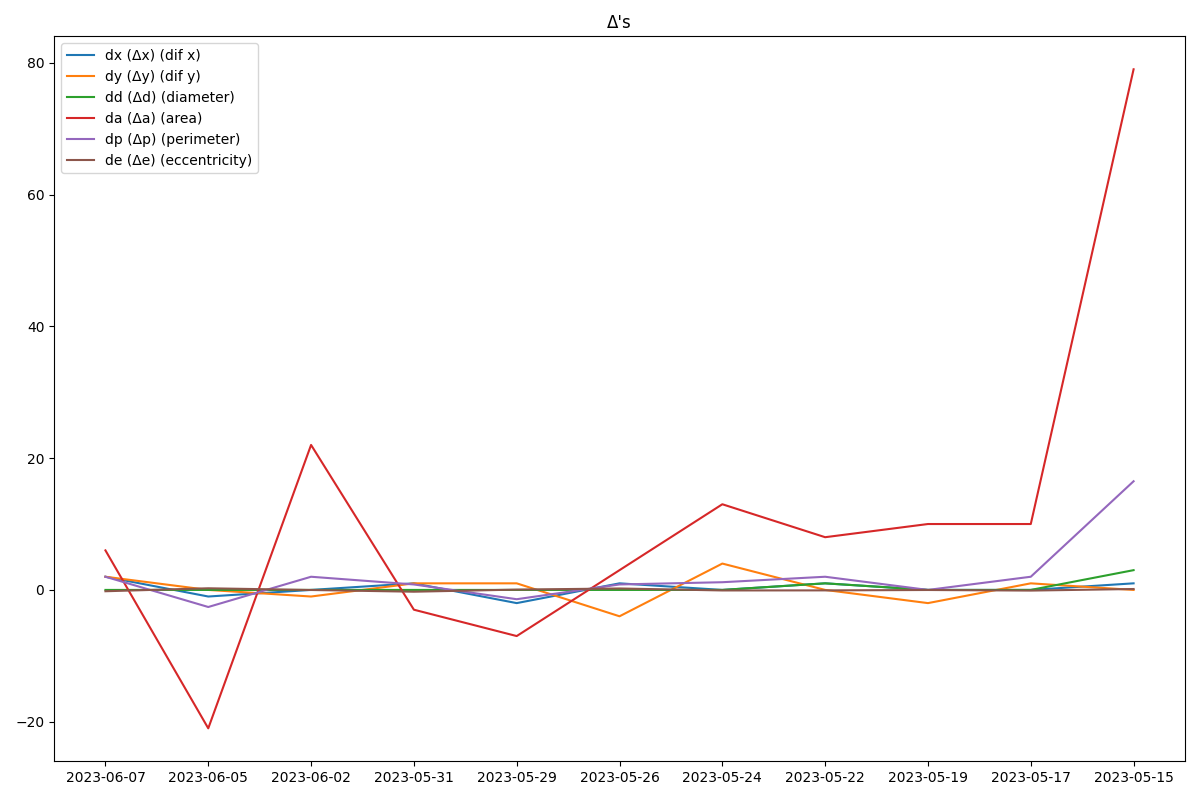 Δ's
dx (Δx) (dif x)
dy (Δy) (dif y)
dd (Δd) (diameter)
da (Δa) (area)
dp (Δp) (perimeter)
de (Δe) (eccentricity)
80
60
40
20
0
−20
2023-06-07 2023-06-05 2023-06-02 2023-05-31 2023-05-29 2023-05-26 2023-05-24 2023-05-22 2023-05-19 2023-05-17 2023-05-15